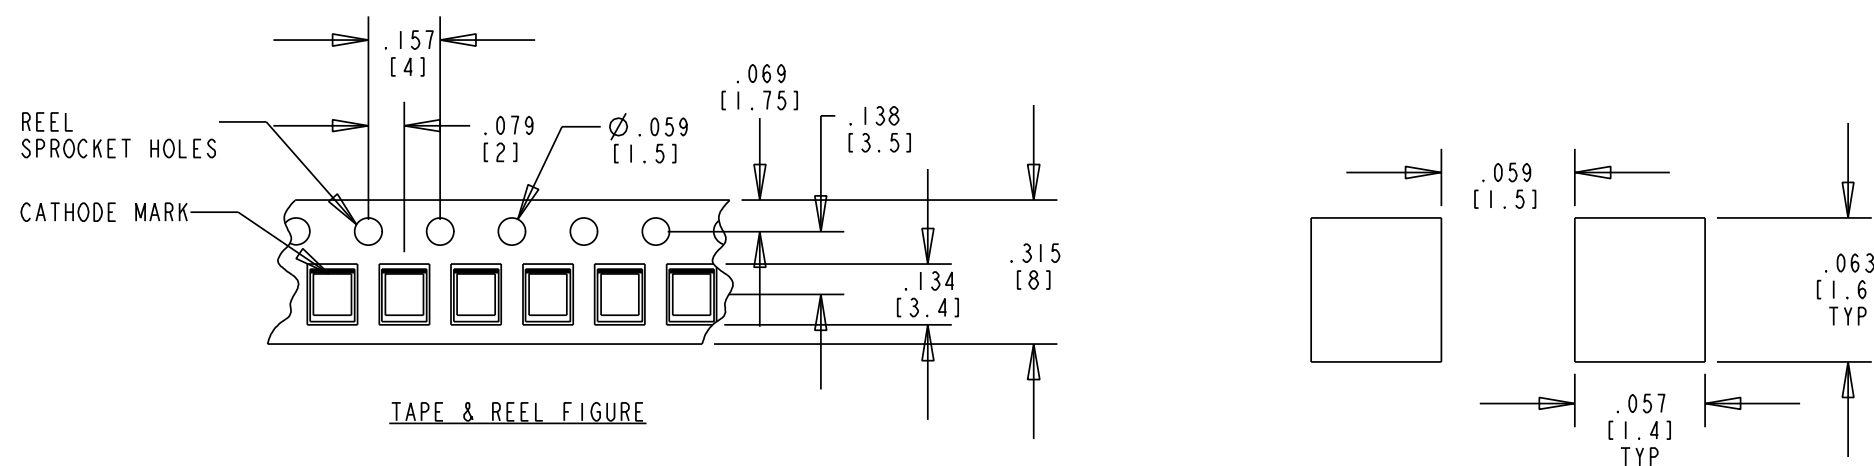 .157
[4]
.069
[1.75]
REEL
SPROCKET HOLES
.079
[2]
Ø.059
[1.5]
.138
[3.5]
CATHODE MARK
.315
[8]
.134
[3.4]
TAPE & REEL FIGURE
.059
[1.5]
.063
[1.6
TYP
.057
[1.4]
TYP